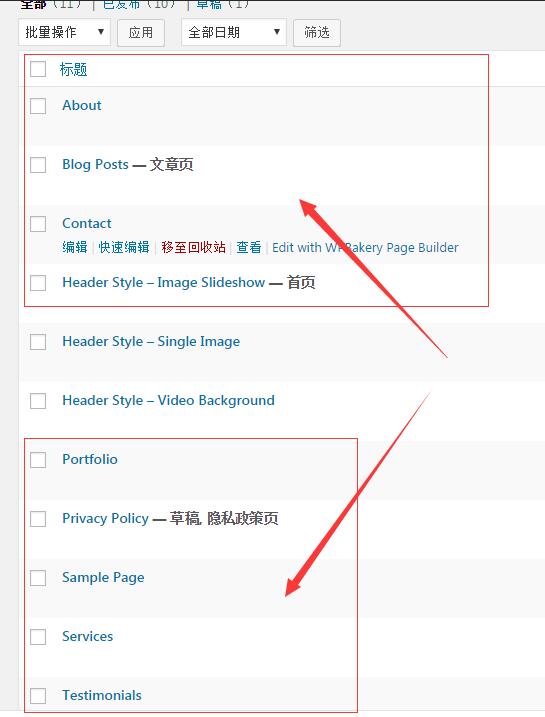 全部（11） | 已发布（10） | 草稿（1）
批量操作 应用 全部日期 筛选
标题
About
Blog Posts — 文章页
Contact
编辑 | 快速编辑 | 移至回收站 | 查看 | Edit with WPBakery Page Builder
Header Style – Image Slideshow — 首页
Header Style – Single Image
Header Style – Video Background
Portfolio
Privacy Policy — 草稿, 隐私政策页
Sample Page
Services
Testimonials